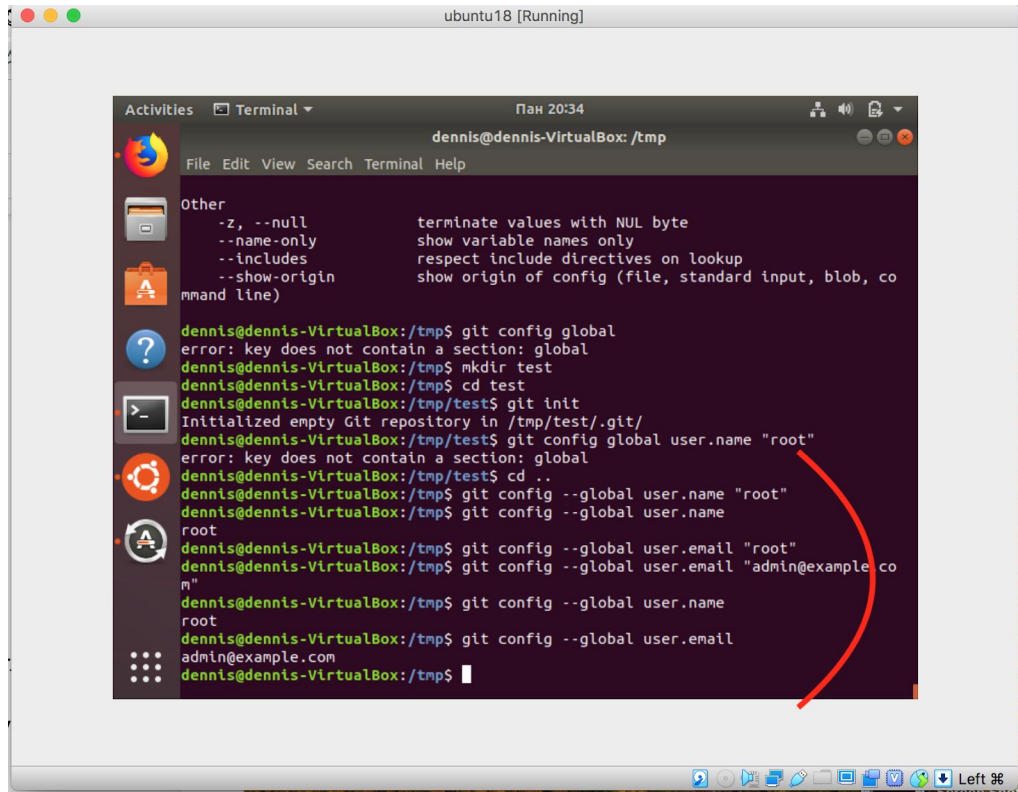 ubuntu18 [Running]
Activities Terminal Пан 20:34
dennis@dennis-VirtualBox: /tmp
File Edit View Search Terminal Help
Other
-z, --null terminate values with NUL byte
--name-only show variable names only
--includes respect include directives on lookup
--show-origin show origin of config (file, standard input, blob, co
mmand line)
dennis@dennis-VirtualBox:/tmp$ git config global
error: key does not contain a section: global
dennis@dennis-VirtualBox:/tmp$ mkdir test
dennis@dennis-VirtualBox:/tmp$ cd test
dennis@dennis-VirtualBox:/tmp/test$ git init
Initialized empty Git repository in /tmp/test/.git/
dennis@dennis-VirtualBox:/tmp/test$ git config global user.name "root"
error: key does not contain a section: global
dennis@dennis-VirtualBox:/tmp/test$ cd ..
dennis@dennis-VirtualBox:/tmp$ git config --global user.name "root"
dennis@dennis-VirtualBox:/tmp$ git config --global user.name
root
dennis@dennis-VirtualBox:/tmp$ git config --global user.email "root"
dennis@dennis-VirtualBox:/tmp$ git config --global user.email "admin@example.co
m"
dennis@dennis-VirtualBox:/tmp$ git config --global user.name
root
dennis@dennis-VirtualBox:/tmp$ git config --global user.email
admin@example.com
dennis@dennis-VirtualBox:/tmp$
Left ⌘